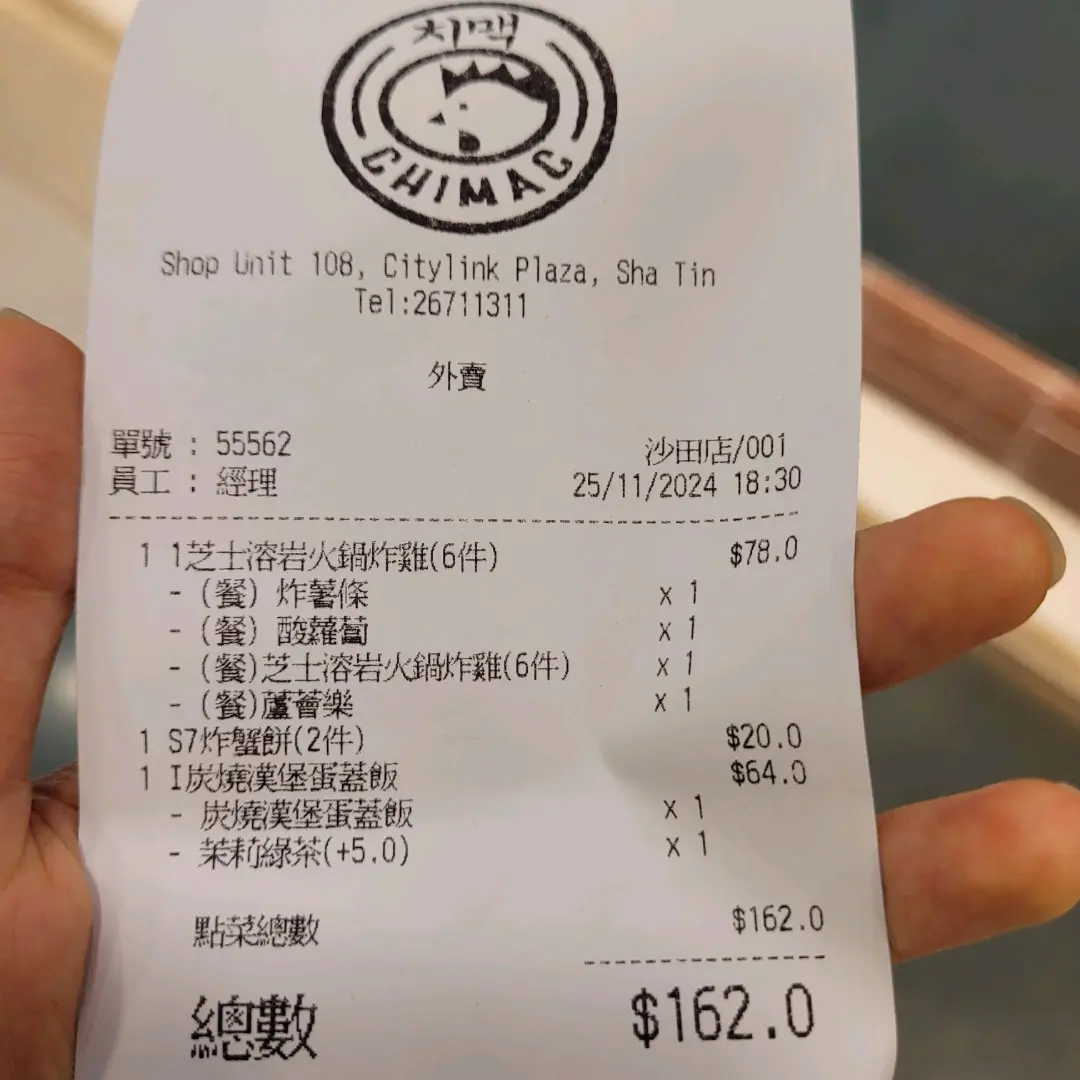 치맥
CHIMAC
Shop Unit 108, Citylink Plaza, Sha Tin
Tel:26711311
外賣
單號 : 55562 沙田店/001
員工 : 經理 25/11/2024 18:30
1 1芝士溶岩火鍋炸雞(6件) $78.0
- (餐) 炸薯條 x 1
- (餐) 酸蘿蔔 x 1
- (餐)芝士溶岩火鍋炸雞(6件) x 1
- (餐)蘆薈樂 x 1
1 S7炸蟹餅(2件) $20.0
1 I炭燒漢堡蛋蓋飯 $64.0
- 炭燒漢堡蛋蓋飯 x 1
- 茉莉綠茶(+5.0) x 1
點菜總數 $162.0
總數 $162.0